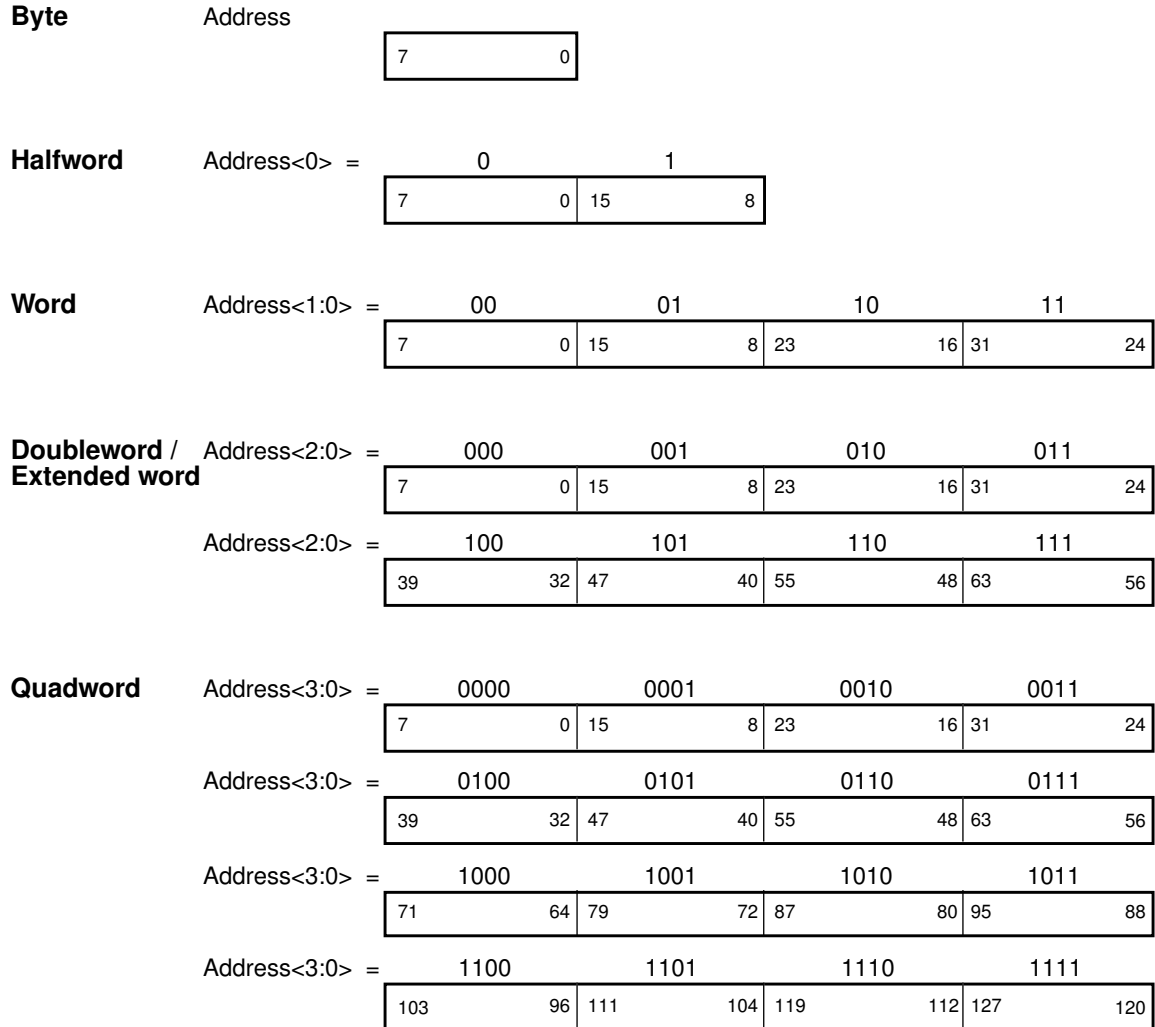 Byte Address
7 0
Halfword Address<0> = 0 1
7 0 15 8
Word Address<1:0> = 00 01 10 11
7 0 15 8 23 16 31 24
Doubleword / Address<2:0> = 000 001 010 011
Extended word
7 0 15 8 23 16 31 24
Address<2:0> = 100 101 110 111
39 32 47 40 55 48 63 56
Quadword Address<3:0> = 0000 0001 0010 0011
7 0 15 8 23 16 31 24
Address<3:0> = 0100 0101 0110 0111
39 32 47 40 55 48 63 56
Address<3:0> = 1000 1001 1010 1011
71 64 79 72 87 80 95 88
Address<3:0> = 1100 1101 1110 1111
103 96 111 104 119 112 127 120